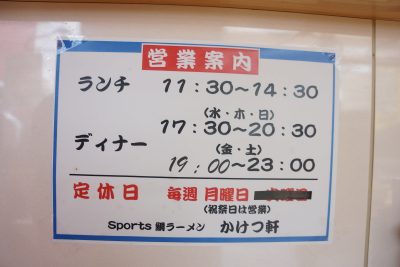 営業案内
ランチ 11:30〜14:30
(水・木・日)
ディナー 17:30〜20:30
(金・土)
19:00〜23:00
定休日 毎週 月曜日
(祝祭日は営業)
Sports 鯛ラーメン かけつ軒